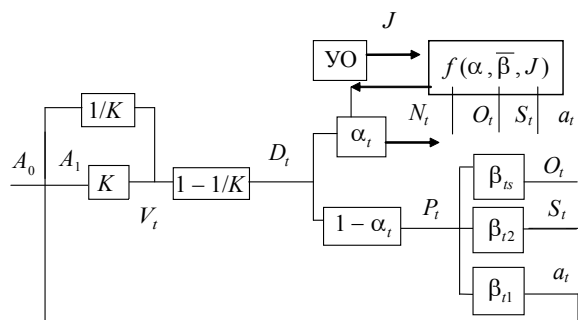 J
УО
f(α, β̅, J)
1/K
N_t O_t S_t a_t
α_t
A_0 A_1 K V_t 1 − 1/K D_t
1 − α_t P_t
β_ts O_t
β_t2 S_t
β_t1 a_t